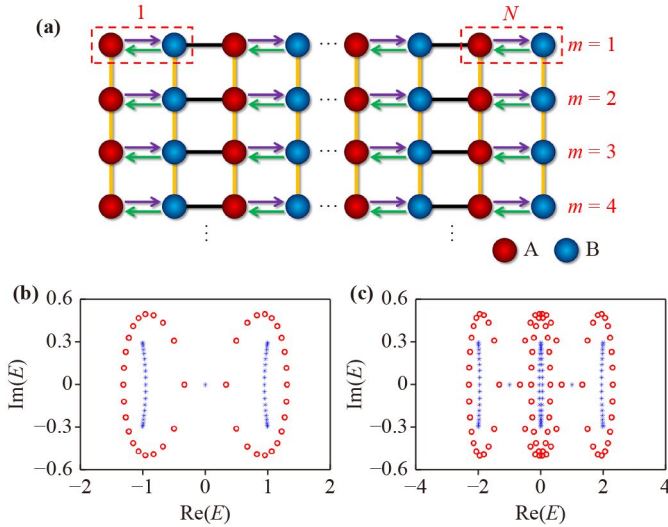 1
N
(a)
...
...
m = 1
m = 2
m = 3
...
...
m = 4
⋮
⋮
A
B
(b)
(c)
0.6
0.3
0
−0.3
−0.6
Im(E)
−2
−1
0
1
2
Re(E)
0.6
0.3
0
−0.3
−0.6
Im(E)
−4
−2
0
2
4
Re(E)